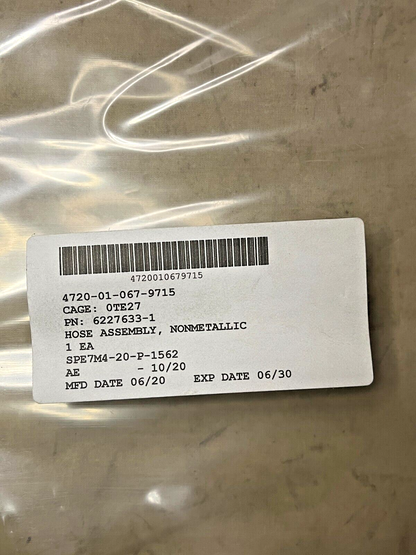 4720010679715
4720-01-067-9715
CAGE: 0TE27
PN: 6227633-1
HOSE ASSEMBLY, NONMETALLIC
1 EA
SPE7M4-20-P-1562
AE - 10/20
MFD DATE 06/20 EXP DATE 06/30